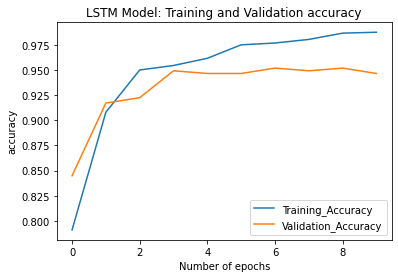 LSTM Model: Training and Validation accuracy
accuracy
0.975
0.950
0.925
0.900
0.875
0.850
0.825
0.800
Training_Accuracy
Validation_Accuracy
0 2 4 6 8
Number of epochs